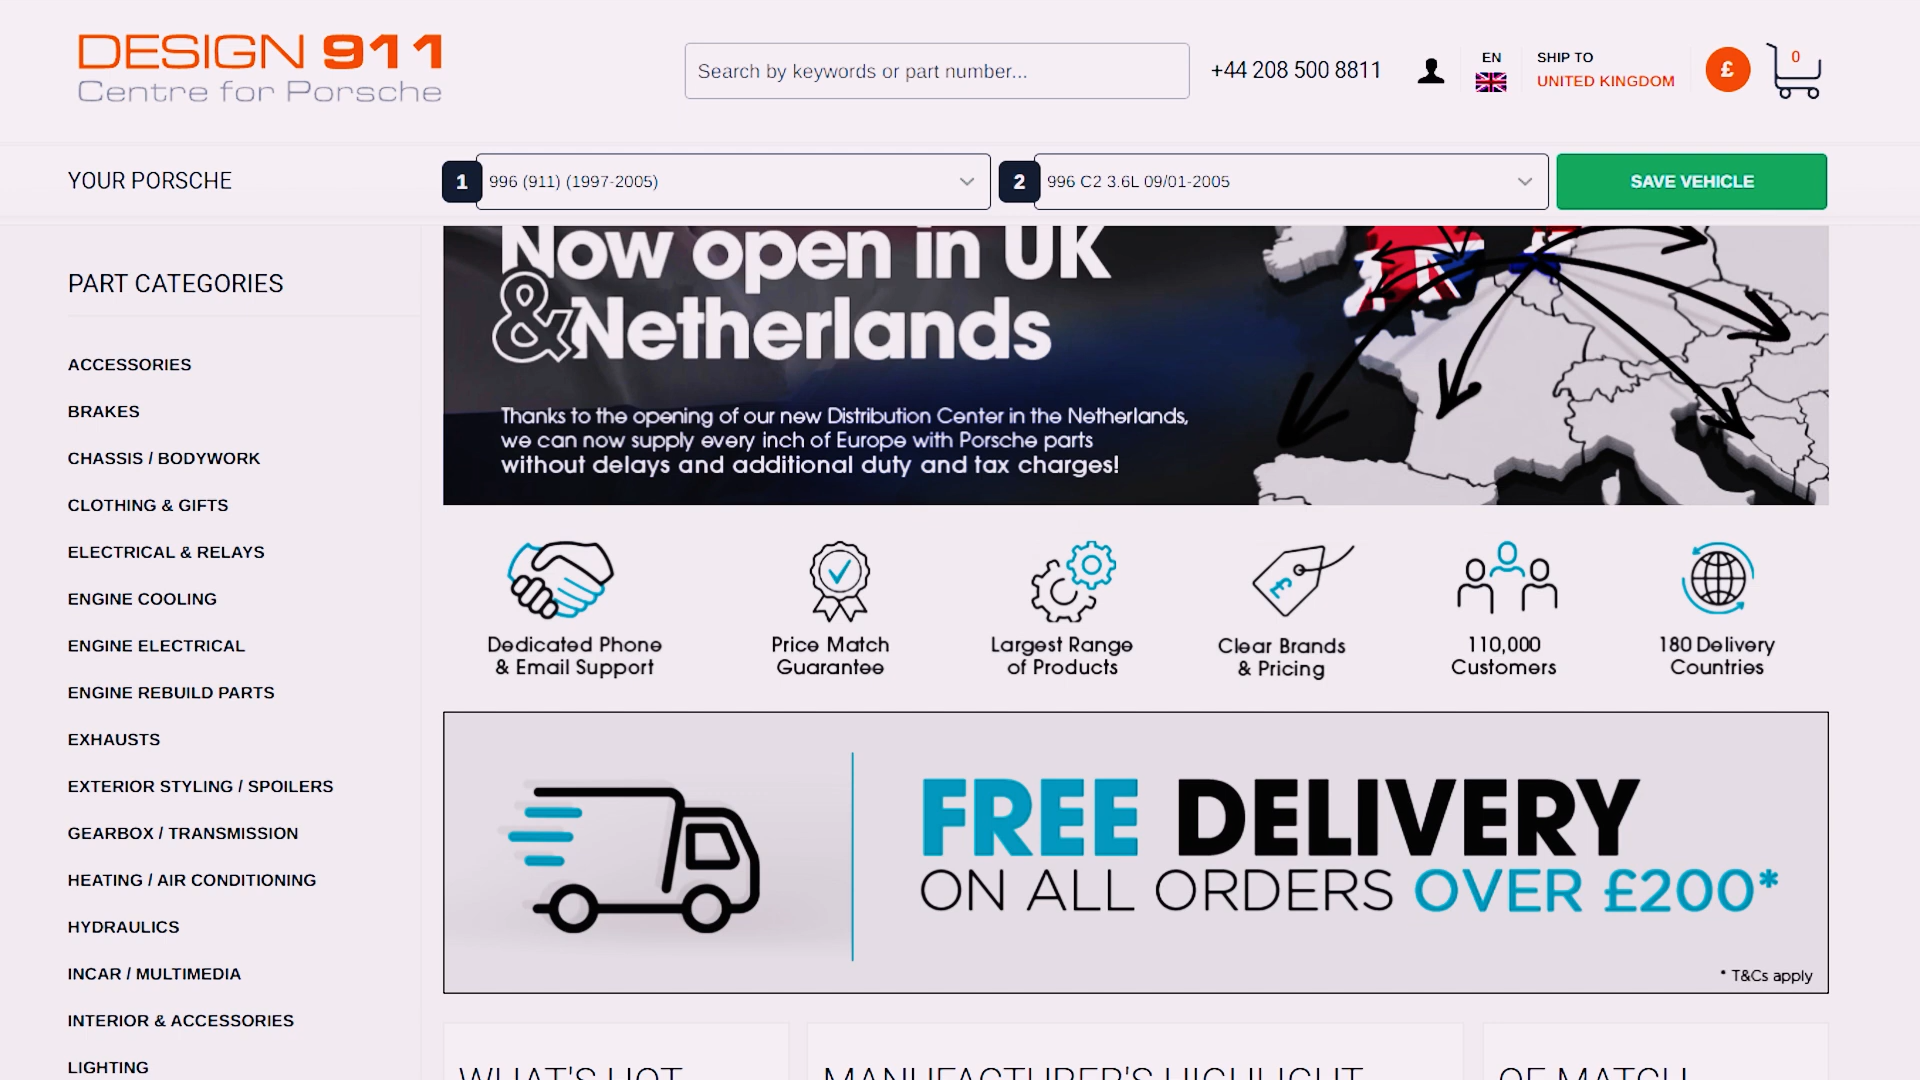 DESIGN 911
Centre for Porsche
Search by keywords or part number...
+44 208 500 8811
EN
SHIP TO
UNITED KINGDOM
£
0
YOUR PORSCHE
1
996 (911) (1997-2005)
2
996 C2 3.6L 09/01-2005
SAVE VEHICLE
PART CATEGORIES
ACCESSORIES
BRAKES
CHASSIS / BODYWORK
CLOTHING & GIFTS
ELECTRICAL & RELAYS
ENGINE COOLING
ENGINE ELECTRICAL
ENGINE REBUILD PARTS
EXHAUSTS
EXTERIOR STYLING / SPOILERS
GEARBOX / TRANSMISSION
HEATING / AIR CONDITIONING
HYDRAULICS
INCAR / MULTIMEDIA
INTERIOR & ACCESSORIES
LIGHTING
Now open in UK
& Netherlands
Thanks to the opening of our new Distribution Center in the Netherlands,
we can now supply every inch of Europe with Porsche parts
without delays and additional duty and tax charges!
Dedicated Phone
& Email Support
Price Match
Guarantee
Largest Range
of Products
£
Clear Brands
& Pricing
110,000
Customers
180 Delivery
Countries
FREE DELIVERY
ON ALL ORDERS OVER £200*
* T&Cs apply
WHAT'S HOT
MANUFACTURER'S HIGHLIGHT
OF MATCH